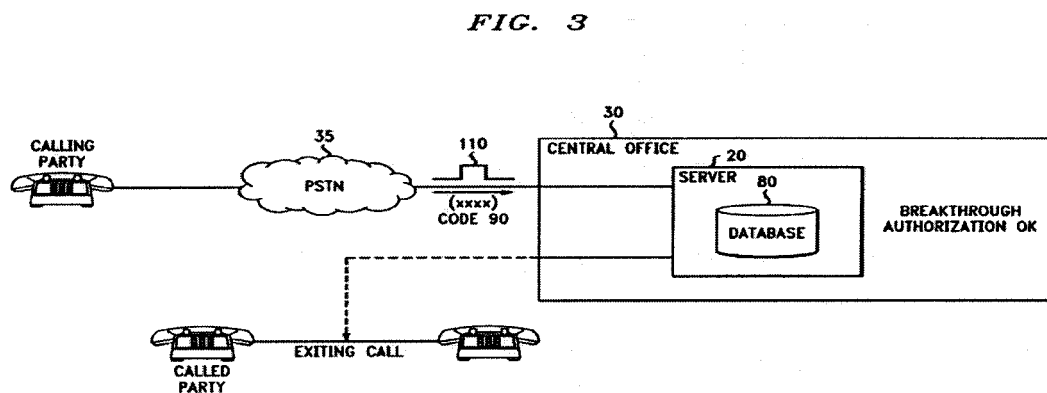 FIG. 3
CALLING
PARTY
35
PSTN
110
(xxxx)
CODE 90
30
CENTRAL OFFICE
20
SERVER
80
DATABASE
BREAKTHROUGH
AUTHORIZATION OK
EXITING CALL
CALLED
PARTY